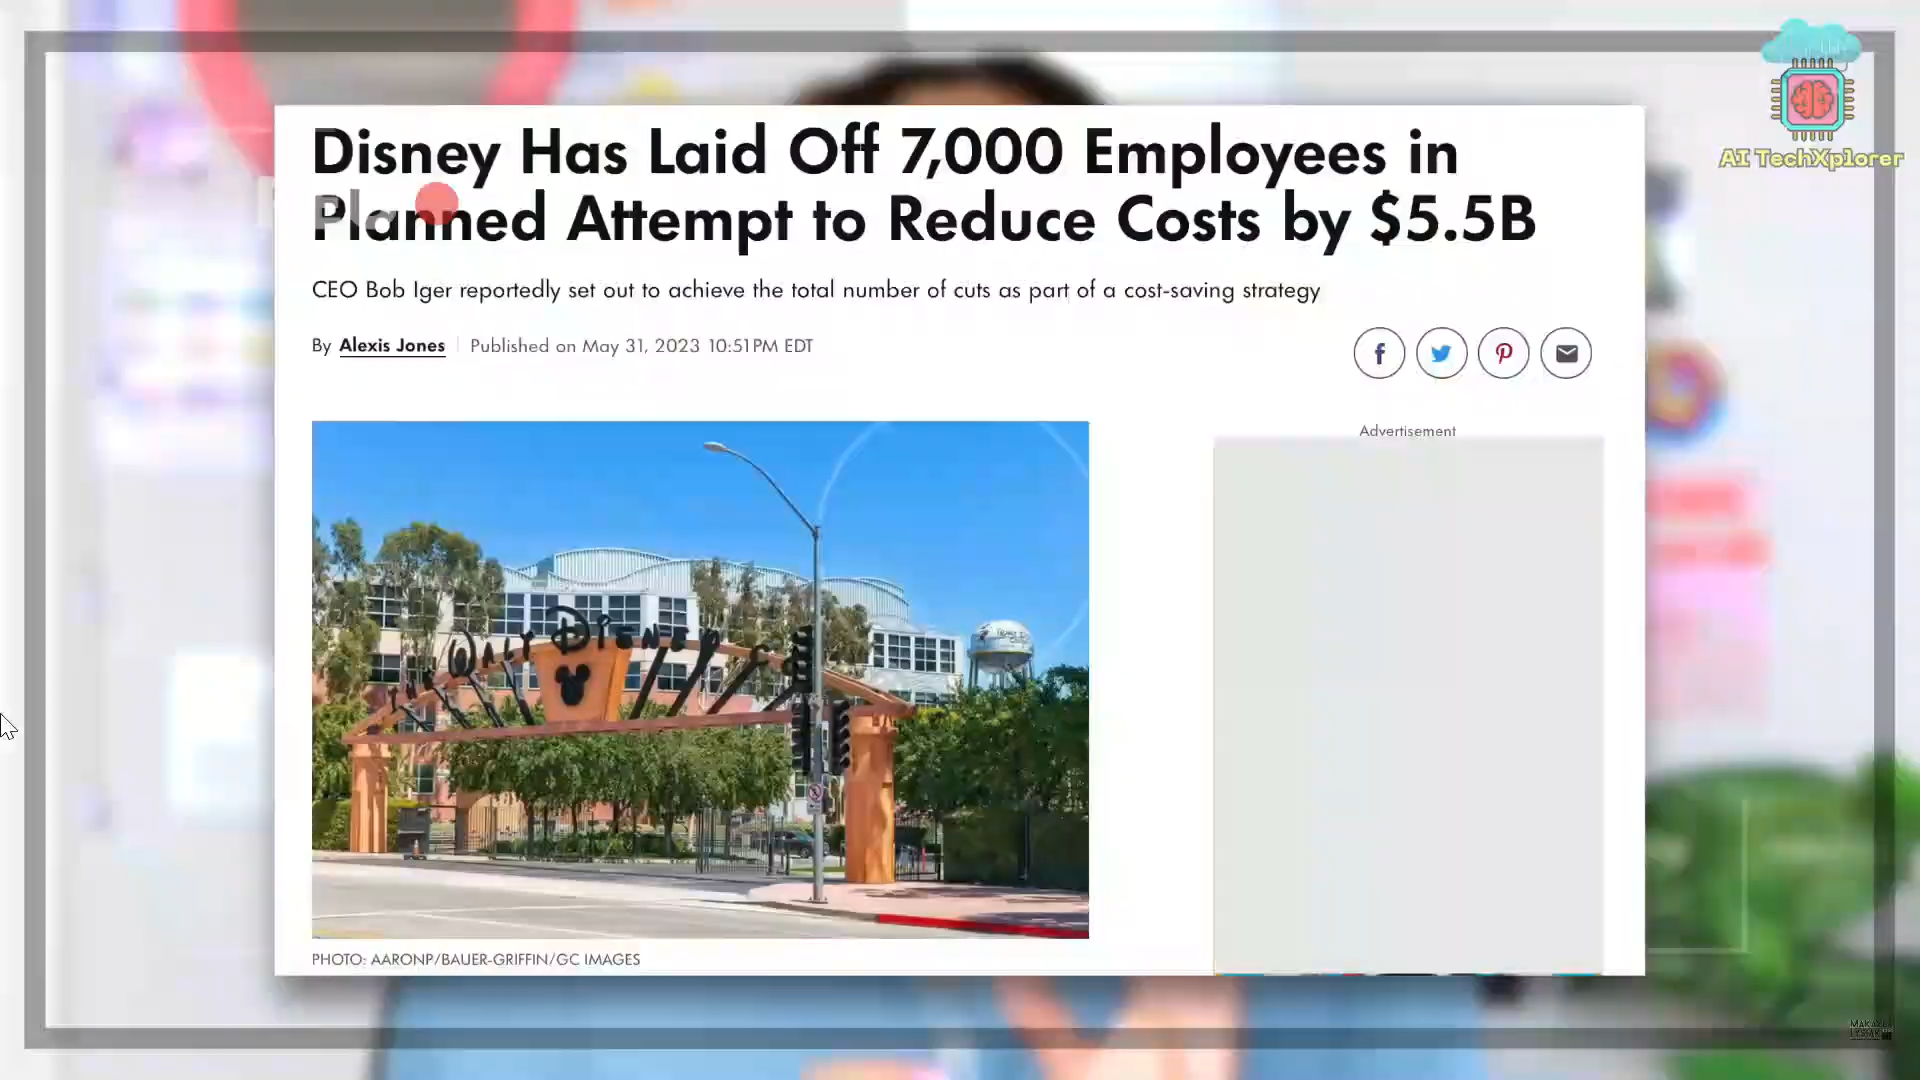 AI TechXplorer
Disney Has Laid Off 7,000 Employees in
Planned Attempt to Reduce Costs by $5.5B
CEO Bob Iger reportedly set out to achieve the total number of cuts as part of a cost-saving strategy
By Alexis Jones Published on May 31, 2023 10:51PM EDT
Advertisement
WALT DISNEY
PHOTO: AARONP/BAUER-GRIFFIN/GC IMAGES